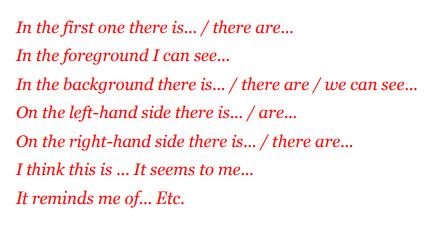 In the first one there is... / there are...
In the foreground I can see...
In the background there is... / there are / we can see...
On the left-hand side there is... / are...
On the right-hand side there is... / there are...
I think this is ... It seems to me...
It reminds me of... Etc.